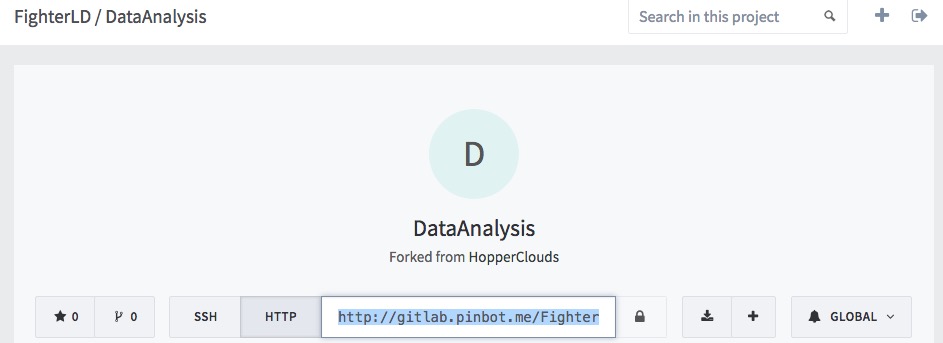 FighterLD / DataAnalysis
Search in this project
D
DataAnalysis
Forked from HopperClouds
0
0
SSH
HTTP
http://gitlab.pinbot.me/Fighter
GLOBAL